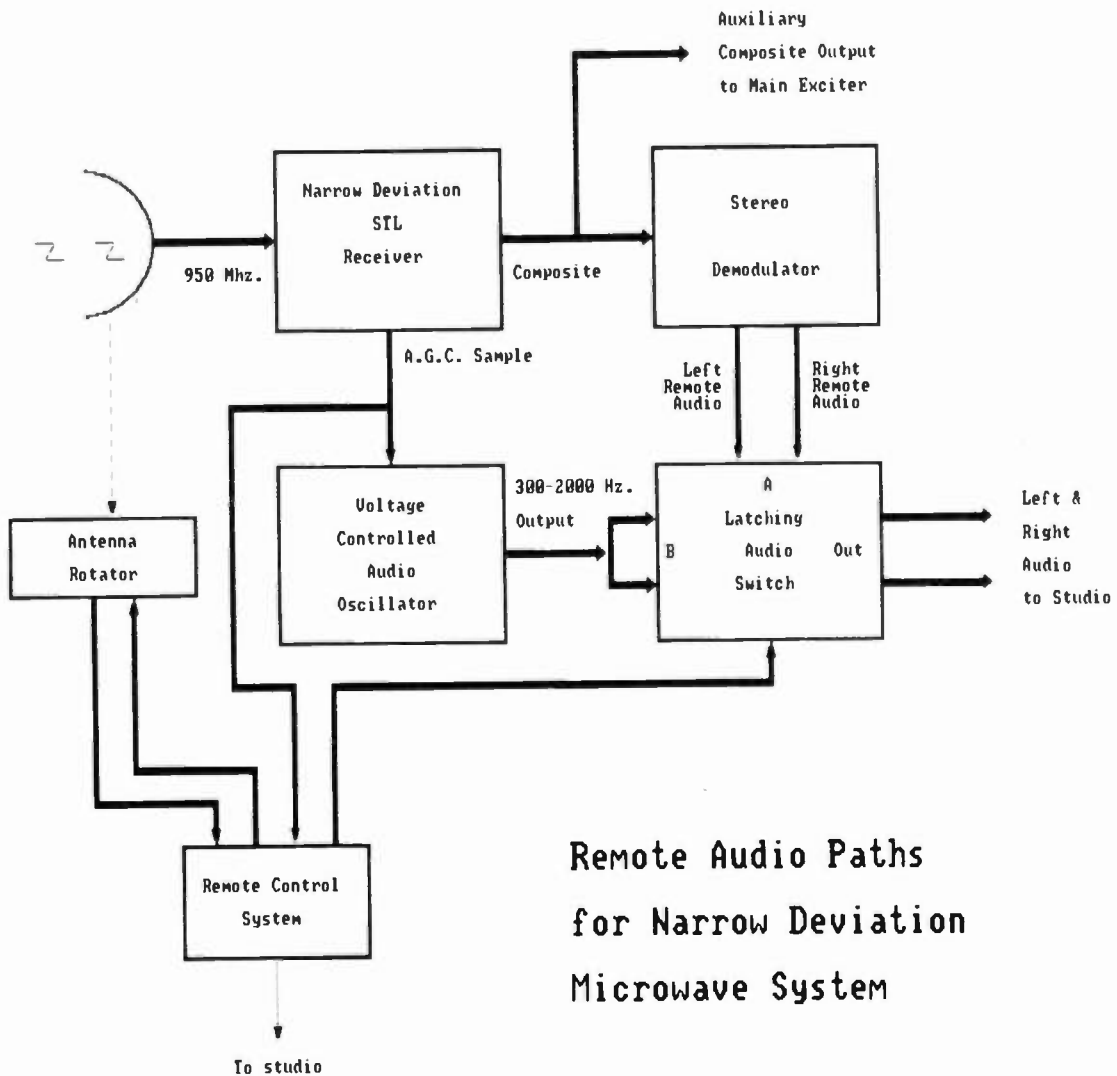 Auxiliary
Composite Output
to Main Exciter
Narrow Deviation
STL
Receiver
Stereo
Demodulator
950 Mhz.
Composite
A.G.C. Sample
Left
Remote
Audio
Right
Remote
Audio
300-2000 Hz.
Output
Voltage
Controlled
Audio
Oscillator
A
Latching
B Audio Out
Switch
Left &
Right
Audio
to Studio
Antenna
Rotator
Remote Control
System
To studio
Remote Audio Paths
for Narrow Deviation
Microwave System